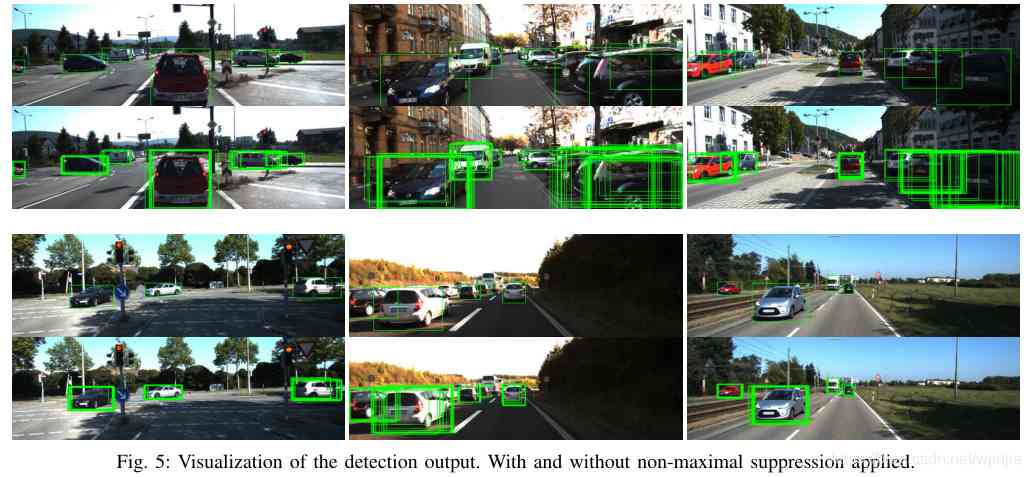 Fig. 5: Visualization of the detection output. With and without non-maximal suppression applied.